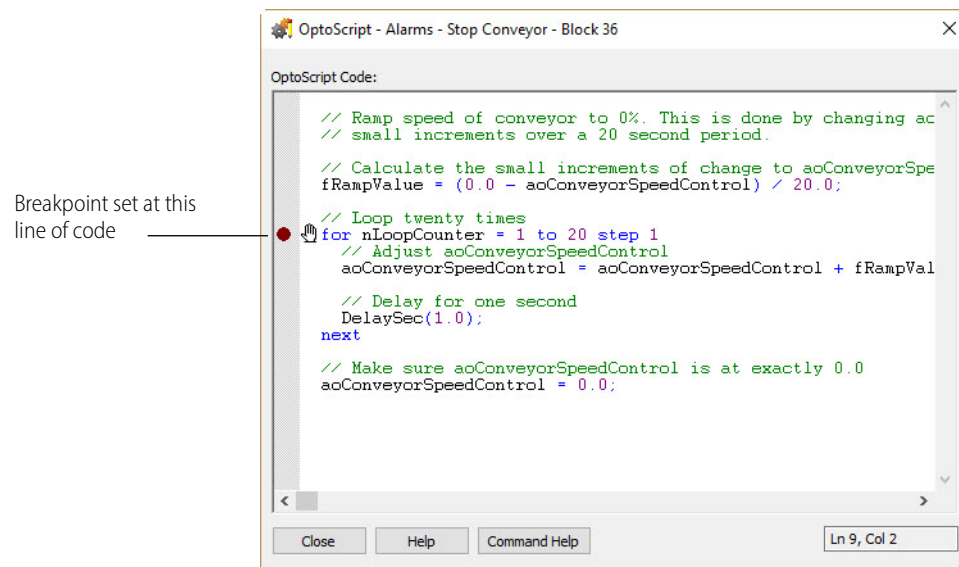 OptoScript - Alarms - Stop Conveyor - Block 36
OptoScript Code:
// Ramp speed of conveyor to 0%. This is done by changing ac
// small increments over a 20 second period.
// Calculate the small increments of change to aoConveyorSpe
fRampValue = (0.0 - aoConveyorSpeedControl) / 20.0;
Breakpoint set at this
line of code
// Loop twenty times
for nLoopCounter = 1 to 20 step 1
// Adjust aoConveyorSpeedControl
aoConveyorSpeedControl = aoConveyorSpeedControl + fRampVal
// Delay for one second
DelaySec(1.0);
next
// Make sure aoConveyorSpeedControl is at exactly 0.0
aoConveyorSpeedControl = 0.0;
Close Help Command Help Ln 9, Col 2